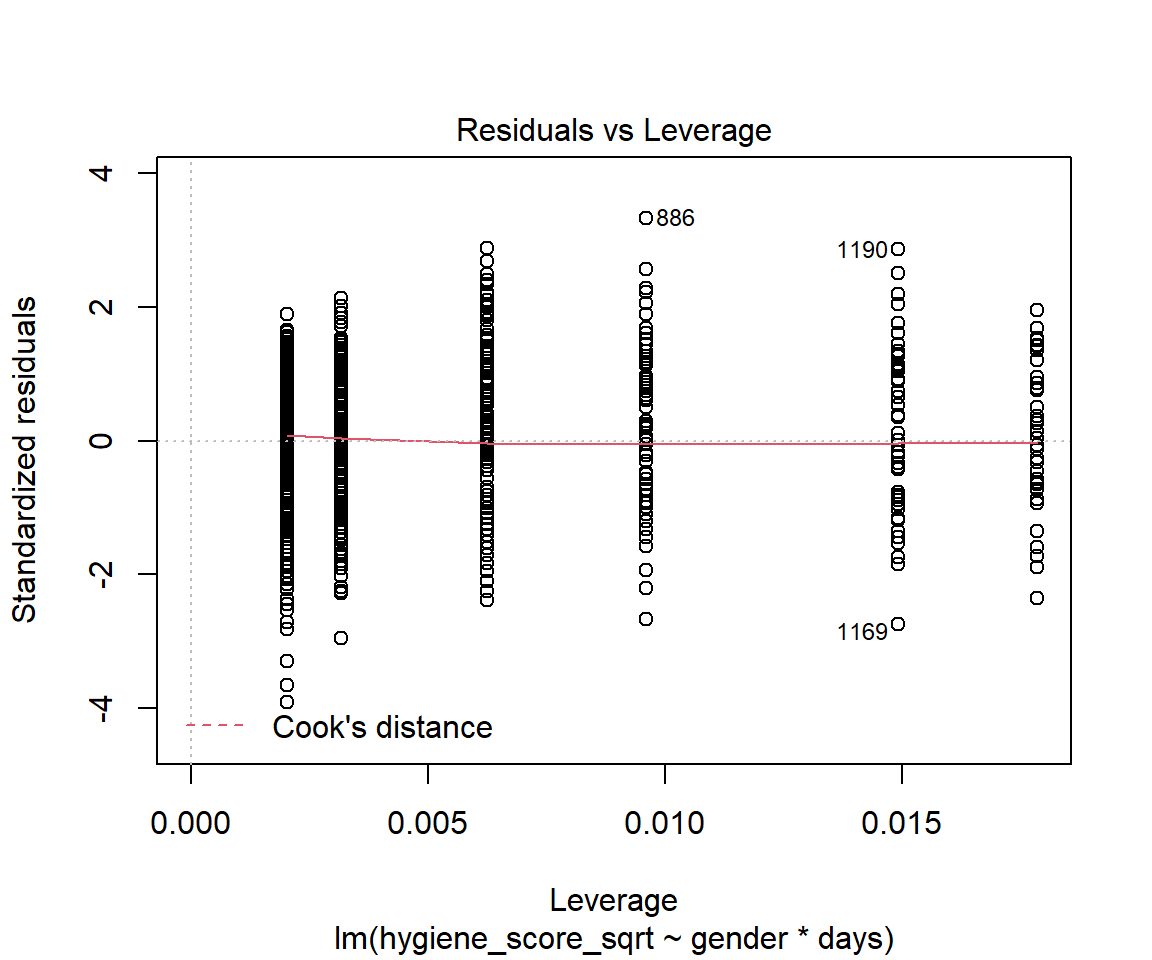 Residuals vs Leverage
Standardized residuals
4
2
0
-2
-4
886
1190
1169
Cook's distance
0.000 0.005 0.010 0.015
Leverage
lm(hygiene_score_sqrt ~ gender * days)